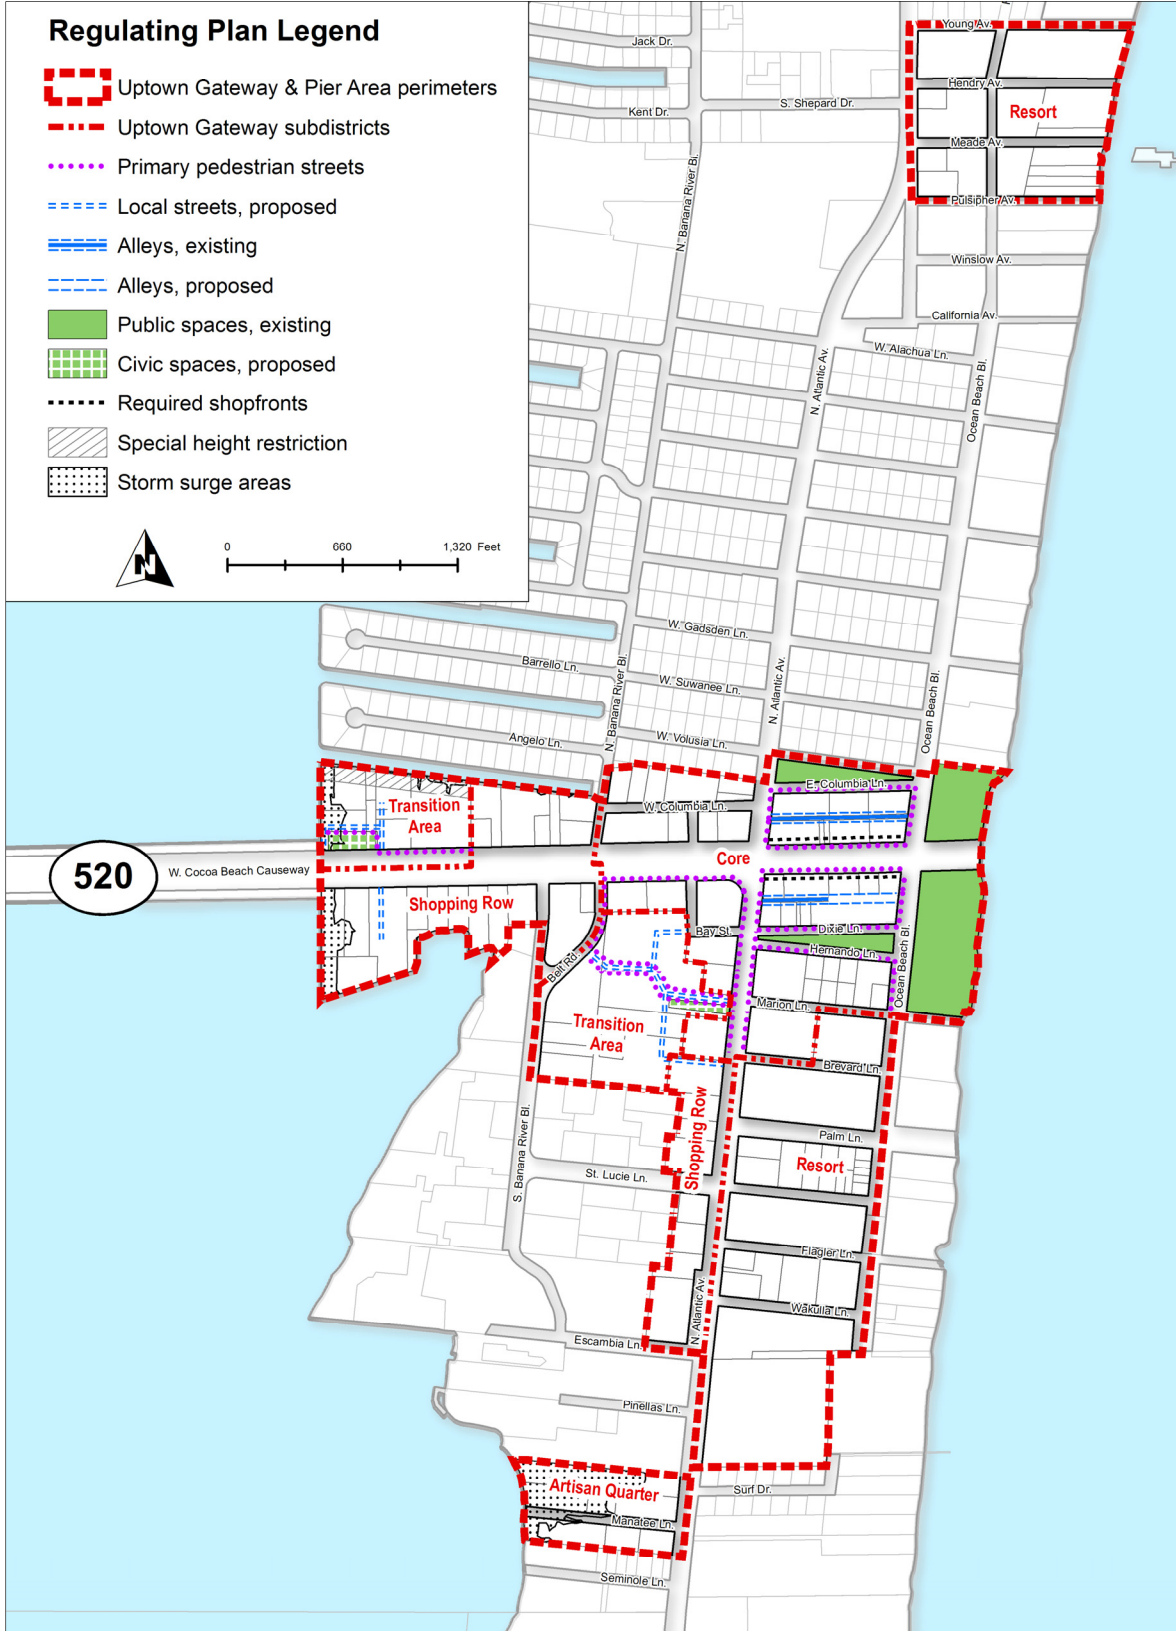 Regulating Plan Legend
Uptown Gateway & Pier Area perimeters
Uptown Gateway subdistricts
Primary pedestrian streets
Local streets, proposed
Alleys, existing
Alleys, proposed
Public spaces, existing
Civic spaces, proposed
Required shopfronts
Special height restriction
Storm surge areas
N
0 660 1,320 Feet
Jack Dr.
Kent Dr.
S. Shepard Dr.
N. Banana River Bl.
Young Av.
Hendry Av.
Resort
Meade Av.
Pulsipher Av.
Winslow Av.
California Av.
W. Alachua Ln.
N. Atlantic Av.
Ocean Beach Bl.
W. Gadsden Ln.
Barrello Ln.
W. Suwanee Ln.
N. Banana River Bl.
N. Atlantic Av.
Ocean Beach Bl.
Angelo Ln.
W. Volusia Ln.
E. Columbia Ln.
W. Columbia Ln.
Transition
Area
Core
520
W. Cocoa Beach Causeway
Shopping Row
Bay St.
Dixie Ln.
Hernando Ln.
Ocean Beach Bl.
Belt Rd.
Marion Ln.
Transition
Area
Brevard Ln.
Shopping Row
Palm Ln.
Resort
S. Banana River Bl.
St. Lucie Ln.
Flagler Ln.
N. Atlantic Av.
Wakulla Ln.
Escambia Ln.
Pinellas Ln.
Artisan Quarter
Surf Dr.
Manatee Ln.
Seminole Ln.